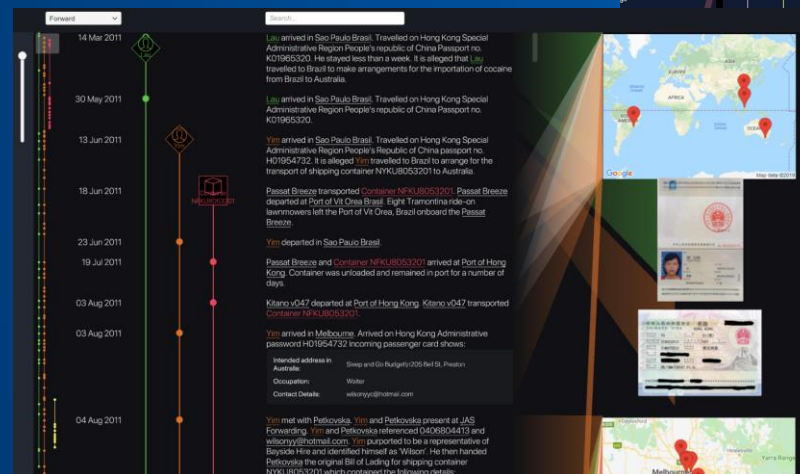 Forward
Search...
14 Mar 2011
Lau
Lau arrived in Sao Paulo Brasil. Travelled on Hong Kong Special
Administrative Region People's republic of China Passport no.
K01965320. He stayed less than a week. It is alleged that Lau
travelled to Brazil to make arrangements for the importation of cocaine
from Brazil to Australia.
30 May 2011
Lau arrived in Sao Paulo Brasil. Travelled on Hong Kong Special
Administrative Region People's Republic of China Passport no.
K01965320.
13 Jun 2011
Yim arrived in Sao Paulo Brasil. Travelled on Hong Kong Special
Administrative Region People's Republic of China passport no.
H01954732. It is alleged Yim travelled to Brazil to arrange for the
transport of shipping container NYKU8053201 to Australia.
18 Jun 2011
Passat Breeze transported Container NFKU8053201. Passat Breeze
departed at Port of Vit Orea Brasil. Eight Tramontina ride-on
lawnmowers left the Port of Vit Orea, Brazil onboard the Passat
Breeze.
23 Jun 2011
Yim departed in Sao Paulo Brasil.
19 Jul 2011
Passat Breeze and Container NFKU8053201 arrived at Port of Hong
Kong. Container was unloaded and remained in port for a number of
days.
03 Aug 2011
Kitano v047 departed at Port of Hong Kong. Kitano v047 transported
Container NFKU8053201.
03 Aug 2011
Yim arrived in Melbourne. Arrived on Hong Kong Administrative
password H01954732 Incoming passenger card shows:
Intended address in
Australia:
Occupation:
Waiter
Contact Details:
wilsonyyc@hotmail.com
04 Aug 2011
Yim met with Petkovska. Yim and Petkovska present at JAS
Forwarding. Yim and Petkovska referenced 0406804413 and
wilsonyy@hotmail.com. Yim purported to be a representative of
Bayside Hire and identified himself as 'Wilson'. He then handed
Petkovska the original Bill of Lading for shipping container
NYKU8053201 which contained the following details:
EUROPE
ASIA
AFRICA
Google
Map data ©2019
Melbourne
Yarra Ranges